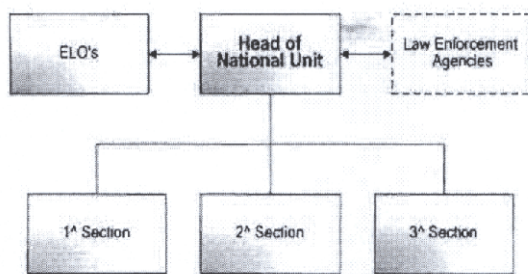 ELO's
Head of
National Unit
Law Enforcement
Agencies
1^ Section
2^ Section
3^ Section